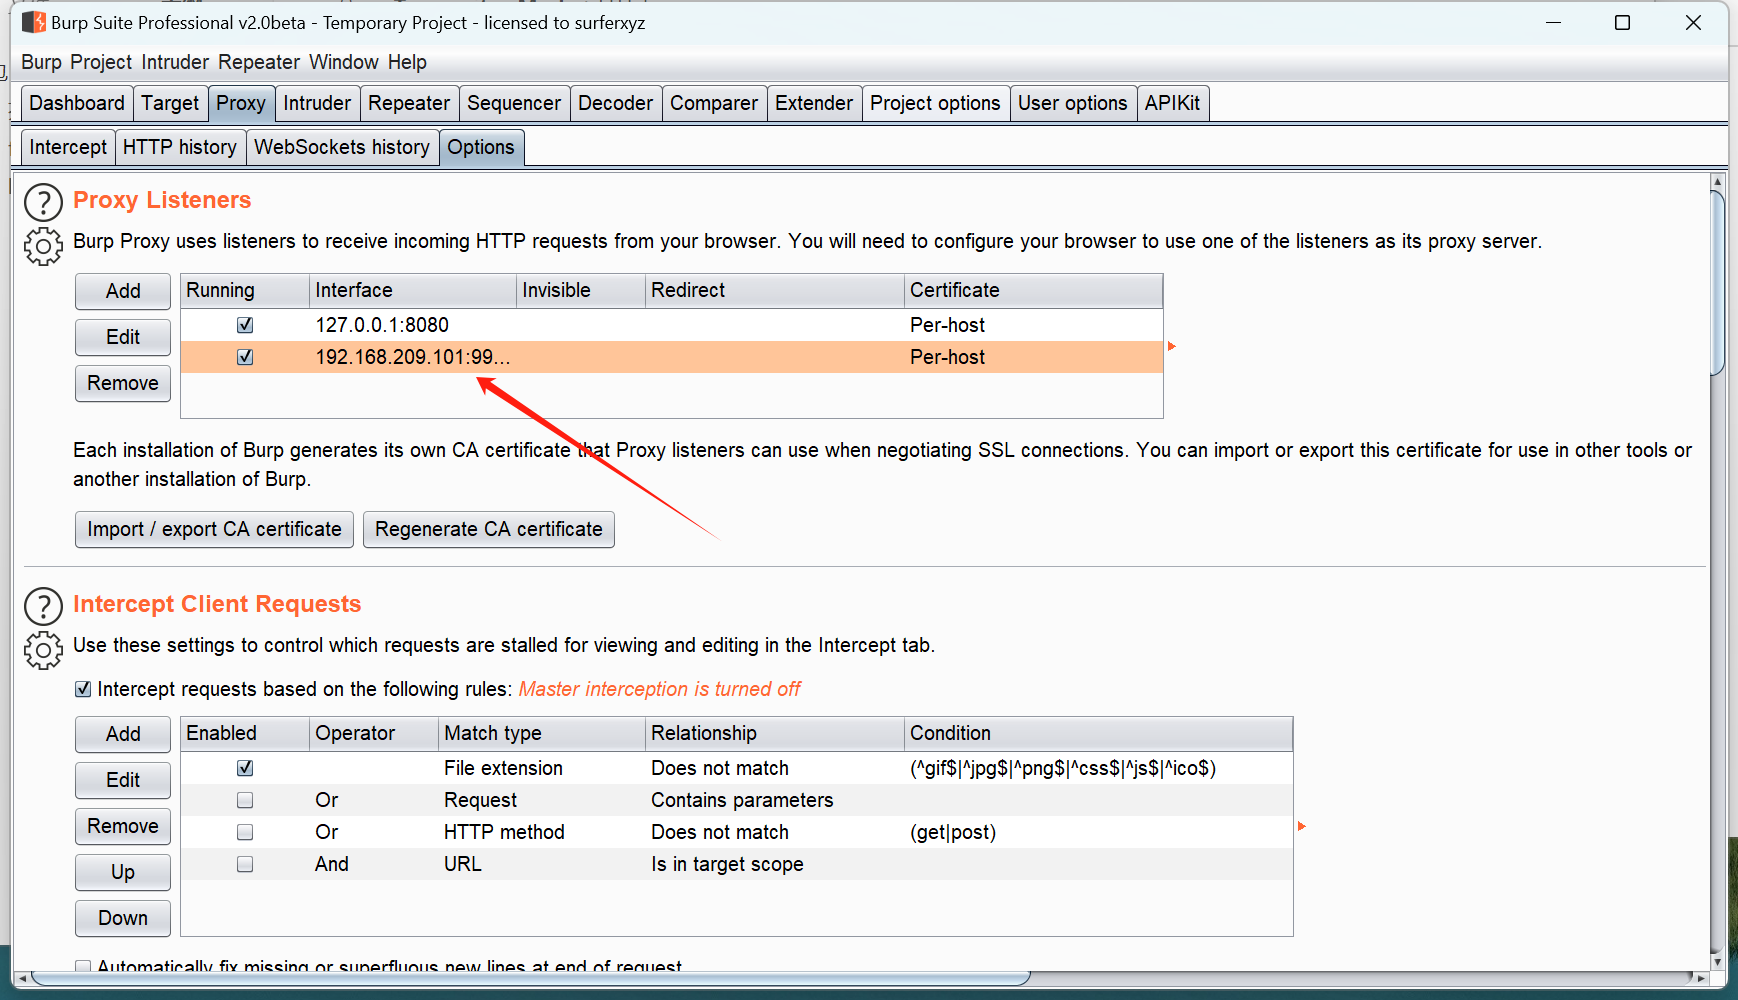 Burp Suite Professional v2.0beta - Temporary Project - licensed to surferxyz
Burp Project Intruder Repeater Window Help
Dashboard Target Proxy Intruder Repeater Sequencer Decoder Comparer Extender Project options User options APIKit
Intercept HTTP history WebSockets history Options
? Proxy Listeners
Burp Proxy uses listeners to receive incoming HTTP requests from your browser. You will need to configure your browser to use one of the listeners as its proxy server.
Add Running Interface Invisible Redirect Certificate
127.0.0.1:8080 Per-host
Edit
192.168.209.101:99... Per-host
Remove
Each installation of Burp generates its own CA certificate that Proxy listeners can use when negotiating SSL connections. You can import or export this certificate for use in other tools or
another installation of Burp.
Import / export CA certificate Regenerate CA certificate
? Intercept Client Requests
Use these settings to control which requests are stalled for viewing and editing in the Intercept tab.
Intercept requests based on the following rules: Master interception is turned off
Add Enabled Operator Match type Relationship Condition
File extension Does not match (^gif$|^jpg$|^png$|^css$|^js$|^ico$)
Edit
Or Request Contains parameters
Remove
Or HTTP method Does not match (get|post)
Up
And URL Is in target scope
Down
Automatically fix missing or superfluous new lines at end of request